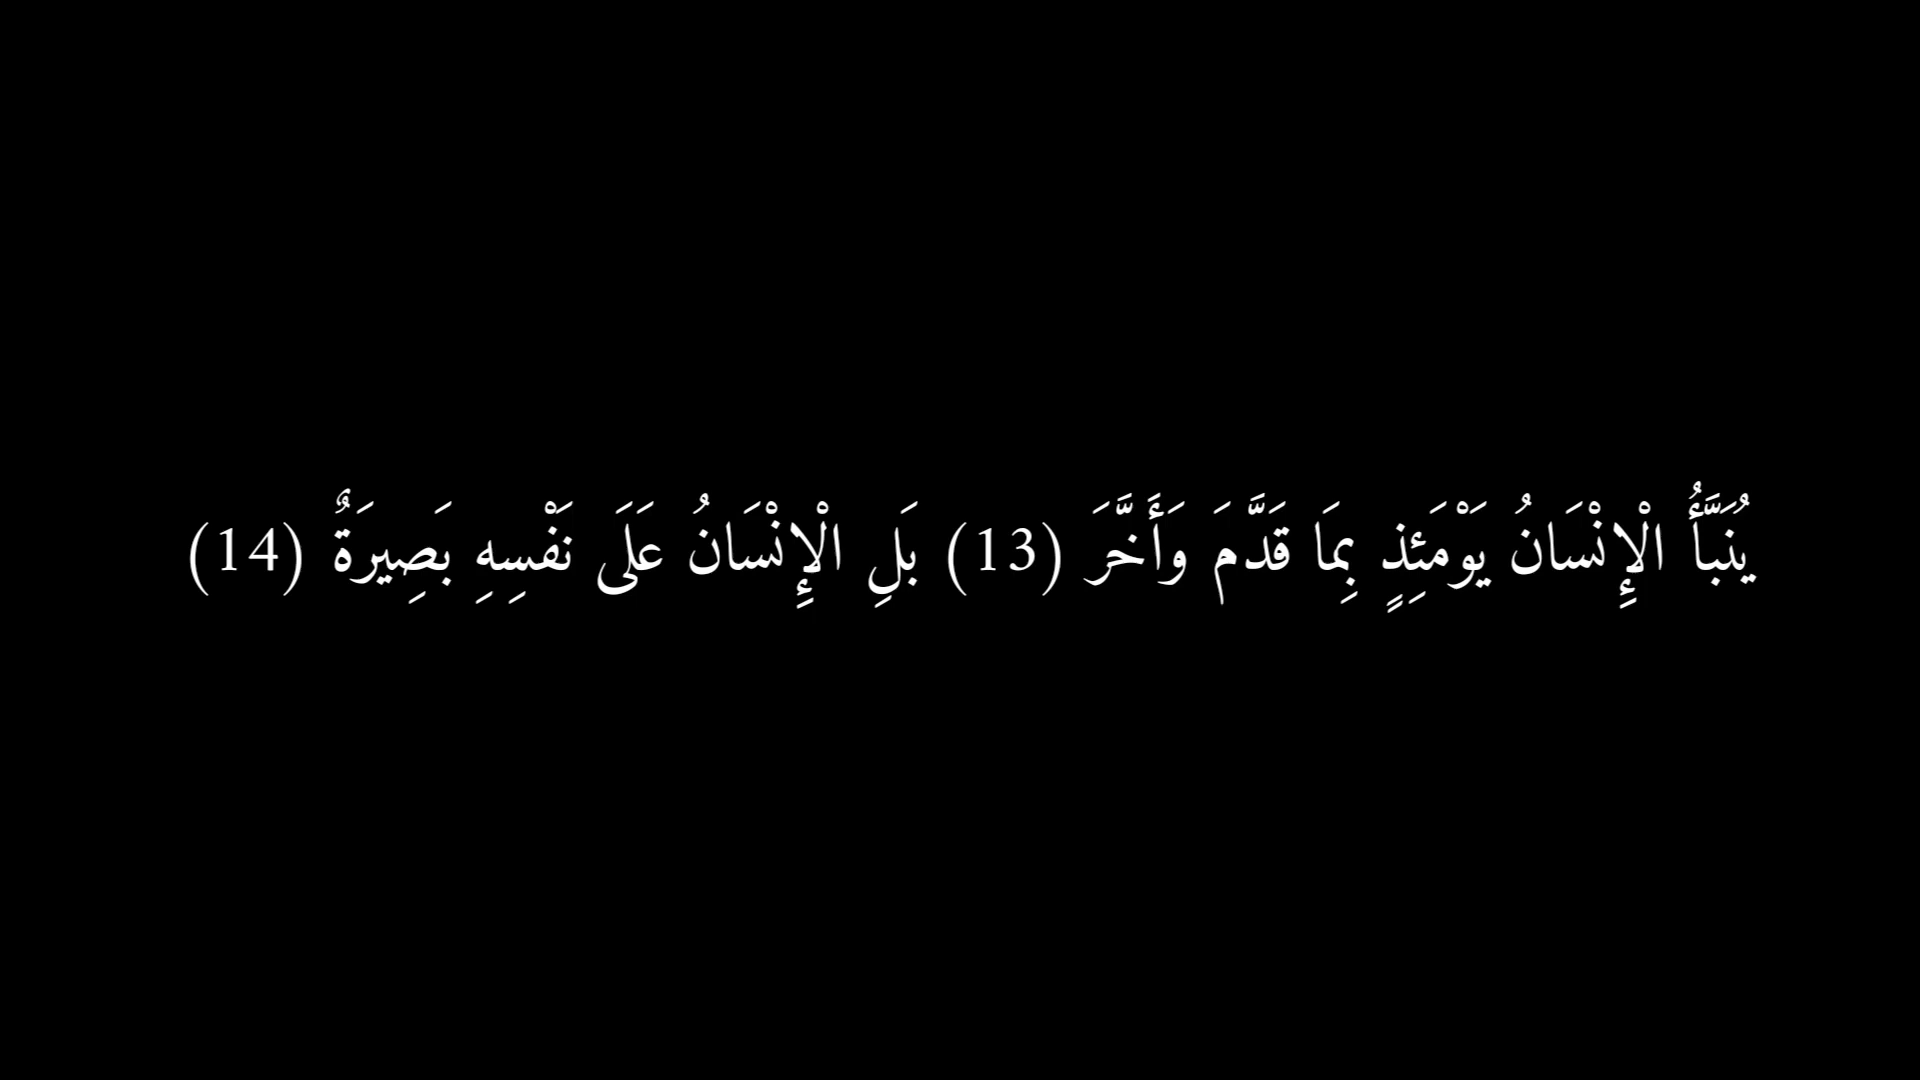 يُنَبَّأُ الْإِنْسَانُ يَوْمَئِذٍ بِمَا قَدَّمَ وَأَخَّرَ (13) بَلِ الْإِنْسَانُ عَلَى نَفْسِهِ بَصِيرَةٌ (14)